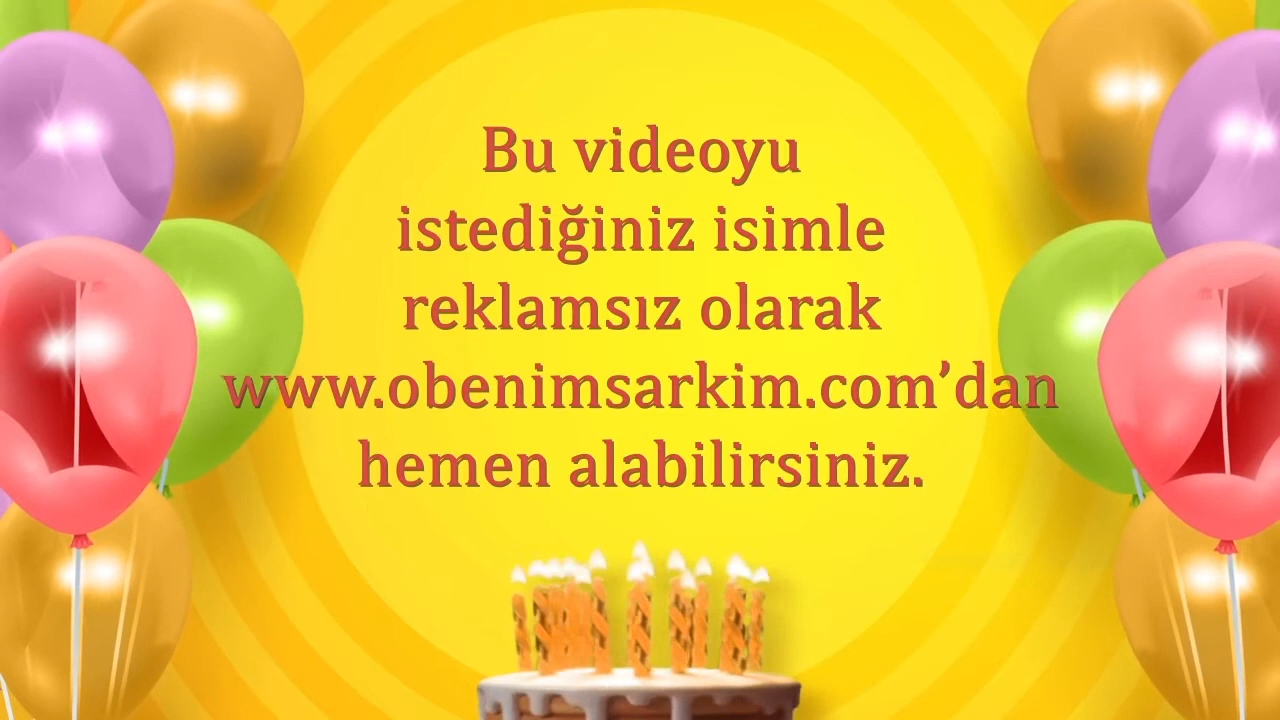 Bu videoyu
istediğiniz isimle
reklamsız olarak
www.obenimsarkim.com’dan
hemen alabilirsiniz.